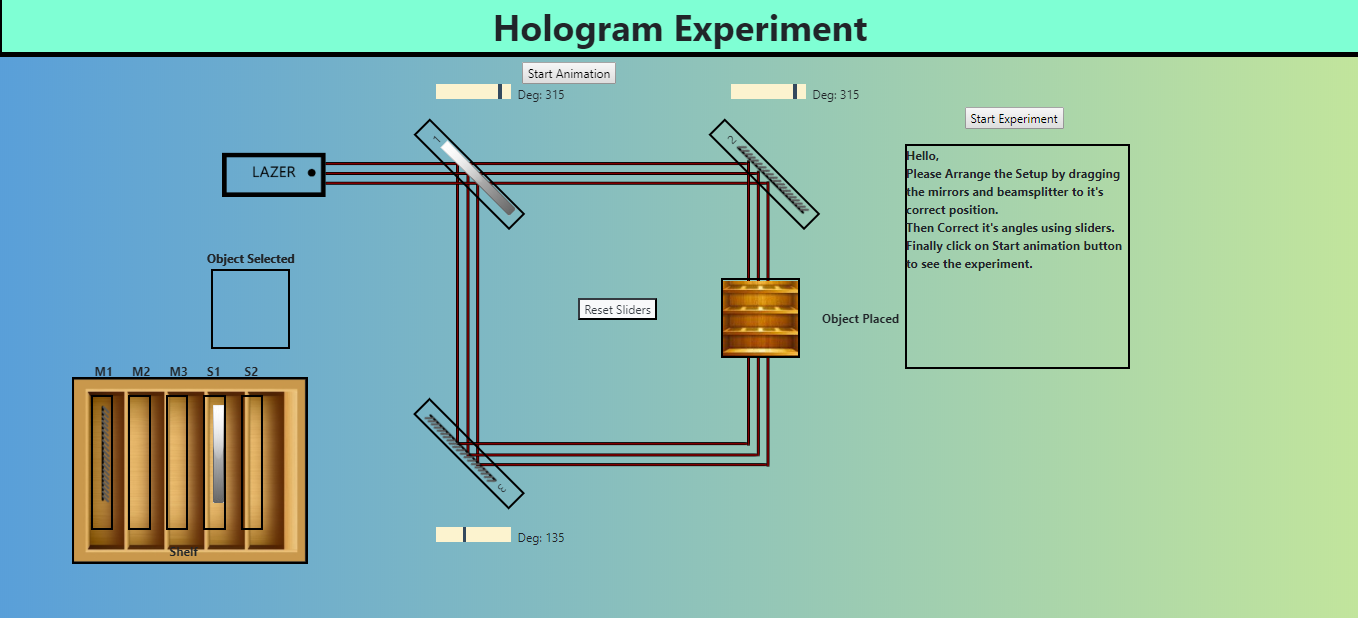 Hologram Experiment
Start Animation
Deg: 315
Deg: 315
Start Experiment
1
2
LAZER
Hello,
Please Arrange the Setup by dragging
the mirrors and beamsplitter to it's
correct position.
Then Correct it's angles using sliders.
Finally click on Start animation button
to see the experiment.
Object Selected
Reset Sliders
Object Placed
M1 M2 M3 S1 S2
3
Deg: 135
Shelf